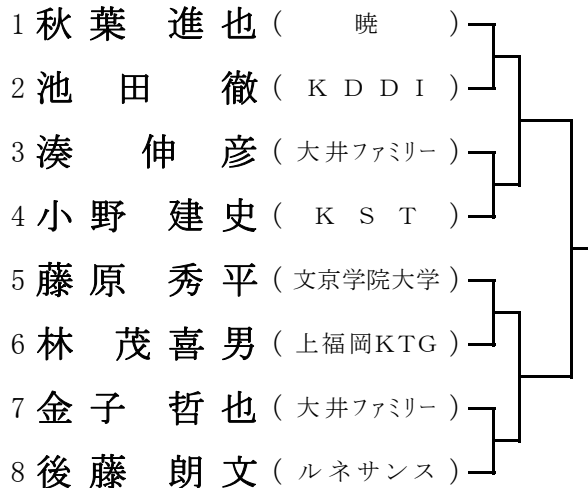 1 秋葉 進也 ( 暁 )
2 池田 徹 ( KDDI )
3 湊 伸彦 ( 大井ファミリー )
4 小野 建史 ( KST )
5 藤原 秀平 ( 文京学院大学 )
6 林 茂喜男 ( 上福岡KTG )
7 金子 哲也 ( 大井ファミリー )
8 後藤 朗文 ( ルネサンス )